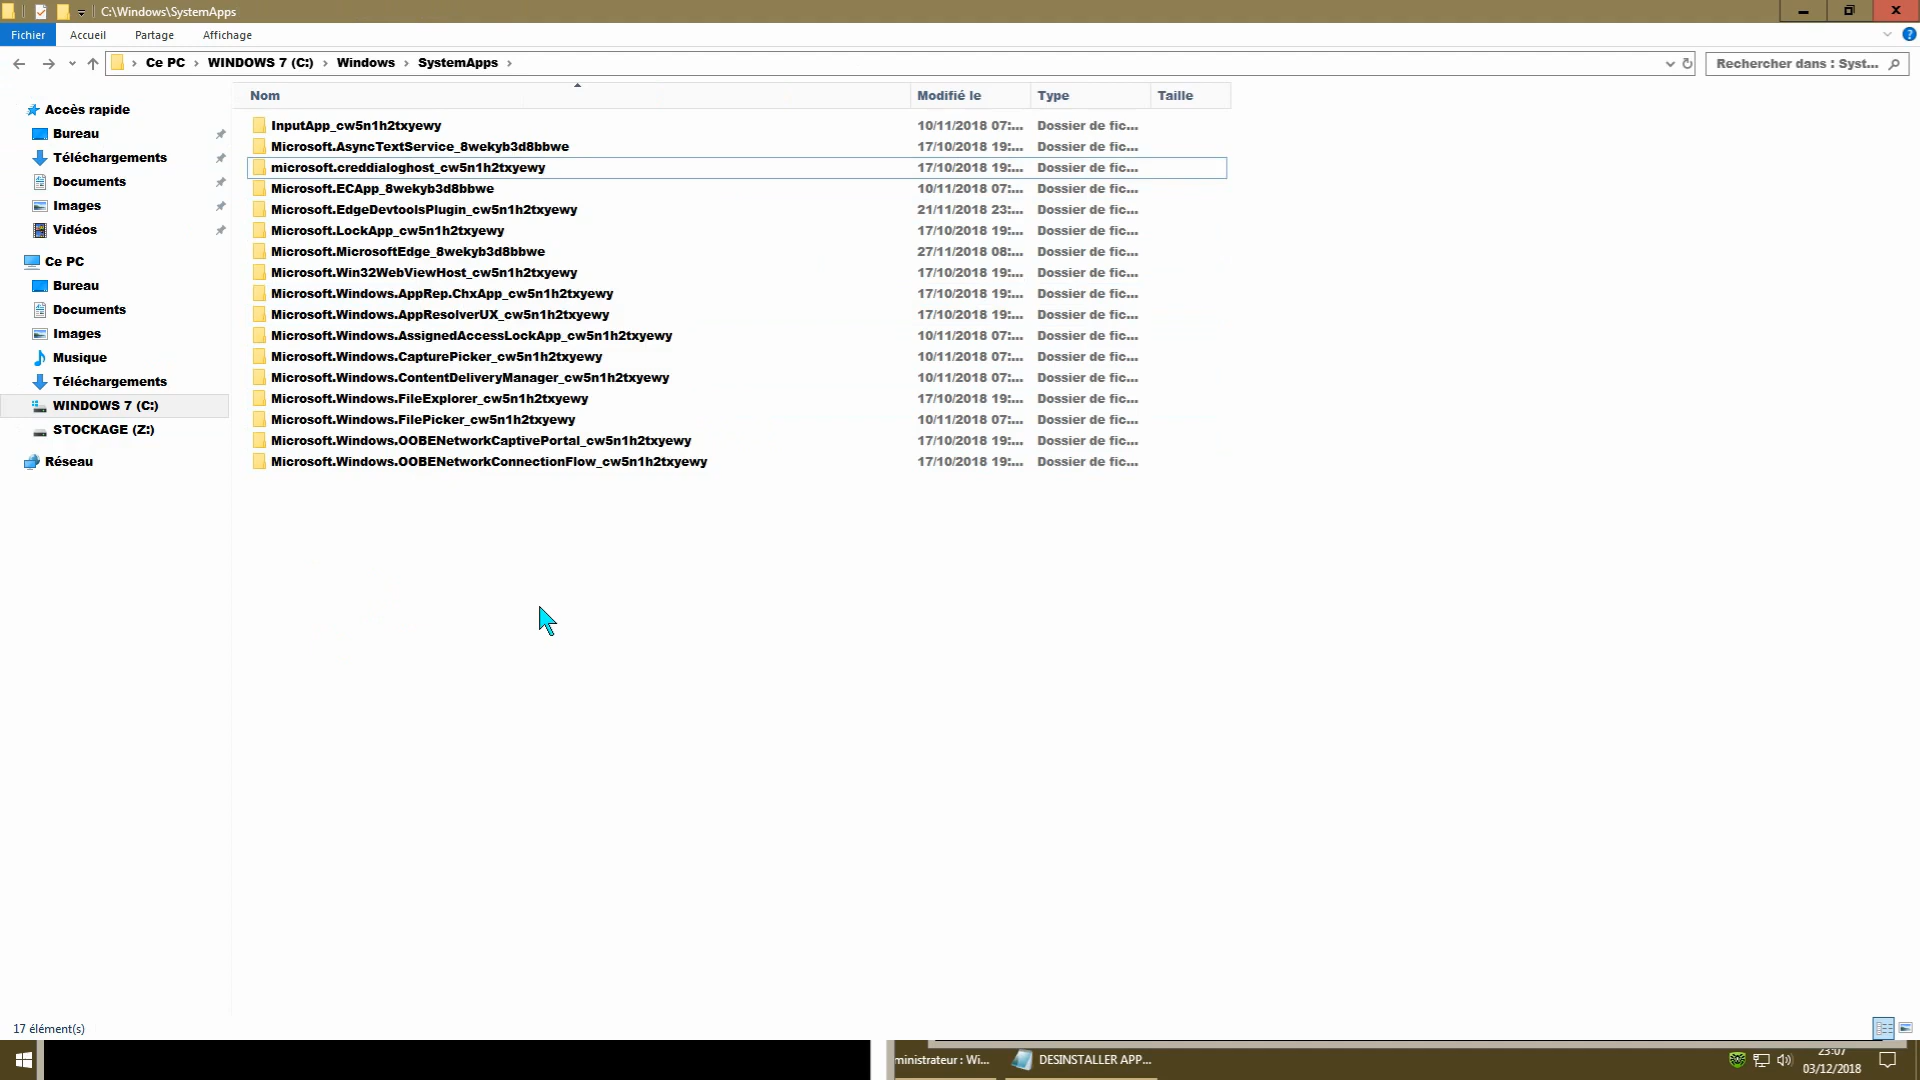 C:\Windows\SystemApps
Fichier Accueil Partage Affichage
Ce PC WINDOWS 7 (C:) Windows SystemApps
Rechercher dans : Syst...
Accès rapide
Bureau
Téléchargements
Documents
Images
Vidéos
Ce PC
Bureau
Documents
Images
Musique
Téléchargements
WINDOWS 7 (C:)
STOCKAGE (Z:)
Réseau
Nom Modifié le Type Taille
InputApp_cw5n1h2txyewy 10/11/2018 07:... Dossier de fic...
Microsoft.AsyncTextService_8wekyb3d8bbwe 17/10/2018 19:... Dossier de fic...
microsoft.creddialoghost_cw5n1h2txyewy 17/10/2018 19:... Dossier de fic...
Microsoft.ECApp_8wekyb3d8bbwe 10/11/2018 07:... Dossier de fic...
Microsoft.EdgeDevtoolsPlugin_cw5n1h2txyewy 21/11/2018 23:... Dossier de fic...
Microsoft.LockApp_cw5n1h2txyewy 17/10/2018 19:... Dossier de fic...
Microsoft.MicrosoftEdge_8wekyb3d8bbwe 27/11/2018 08:... Dossier de fic...
Microsoft.Win32WebViewHost_cw5n1h2txyewy 17/10/2018 19:... Dossier de fic...
Microsoft.Windows.AppRep.ChxApp_cw5n1h2txyewy 17/10/2018 19:... Dossier de fic...
Microsoft.Windows.AppResolverUX_cw5n1h2txyewy 17/10/2018 19:... Dossier de fic...
Microsoft.Windows.AssignedAccessLockApp_cw5n1h2txyewy 10/11/2018 07:... Dossier de fic...
Microsoft.Windows.CapturePicker_cw5n1h2txyewy 10/11/2018 07:... Dossier de fic...
Microsoft.Windows.ContentDeliveryManager_cw5n1h2txyewy 10/11/2018 07:... Dossier de fic...
Microsoft.Windows.FileExplorer_cw5n1h2txyewy 17/10/2018 19:... Dossier de fic...
Microsoft.Windows.FilePicker_cw5n1h2txyewy 10/11/2018 07:... Dossier de fic...
Microsoft.Windows.OOBENetworkCaptivePortal_cw5n1h2txyewy 17/10/2018 19:... Dossier de fic...
Microsoft.Windows.OOBENetworkConnectionFlow_cw5n1h2txyewy 17/10/2018 19:... Dossier de fic...
17 élément(s)
ministrateur : Wi... DESINSTALLER APP...
23:07
03/12/2018